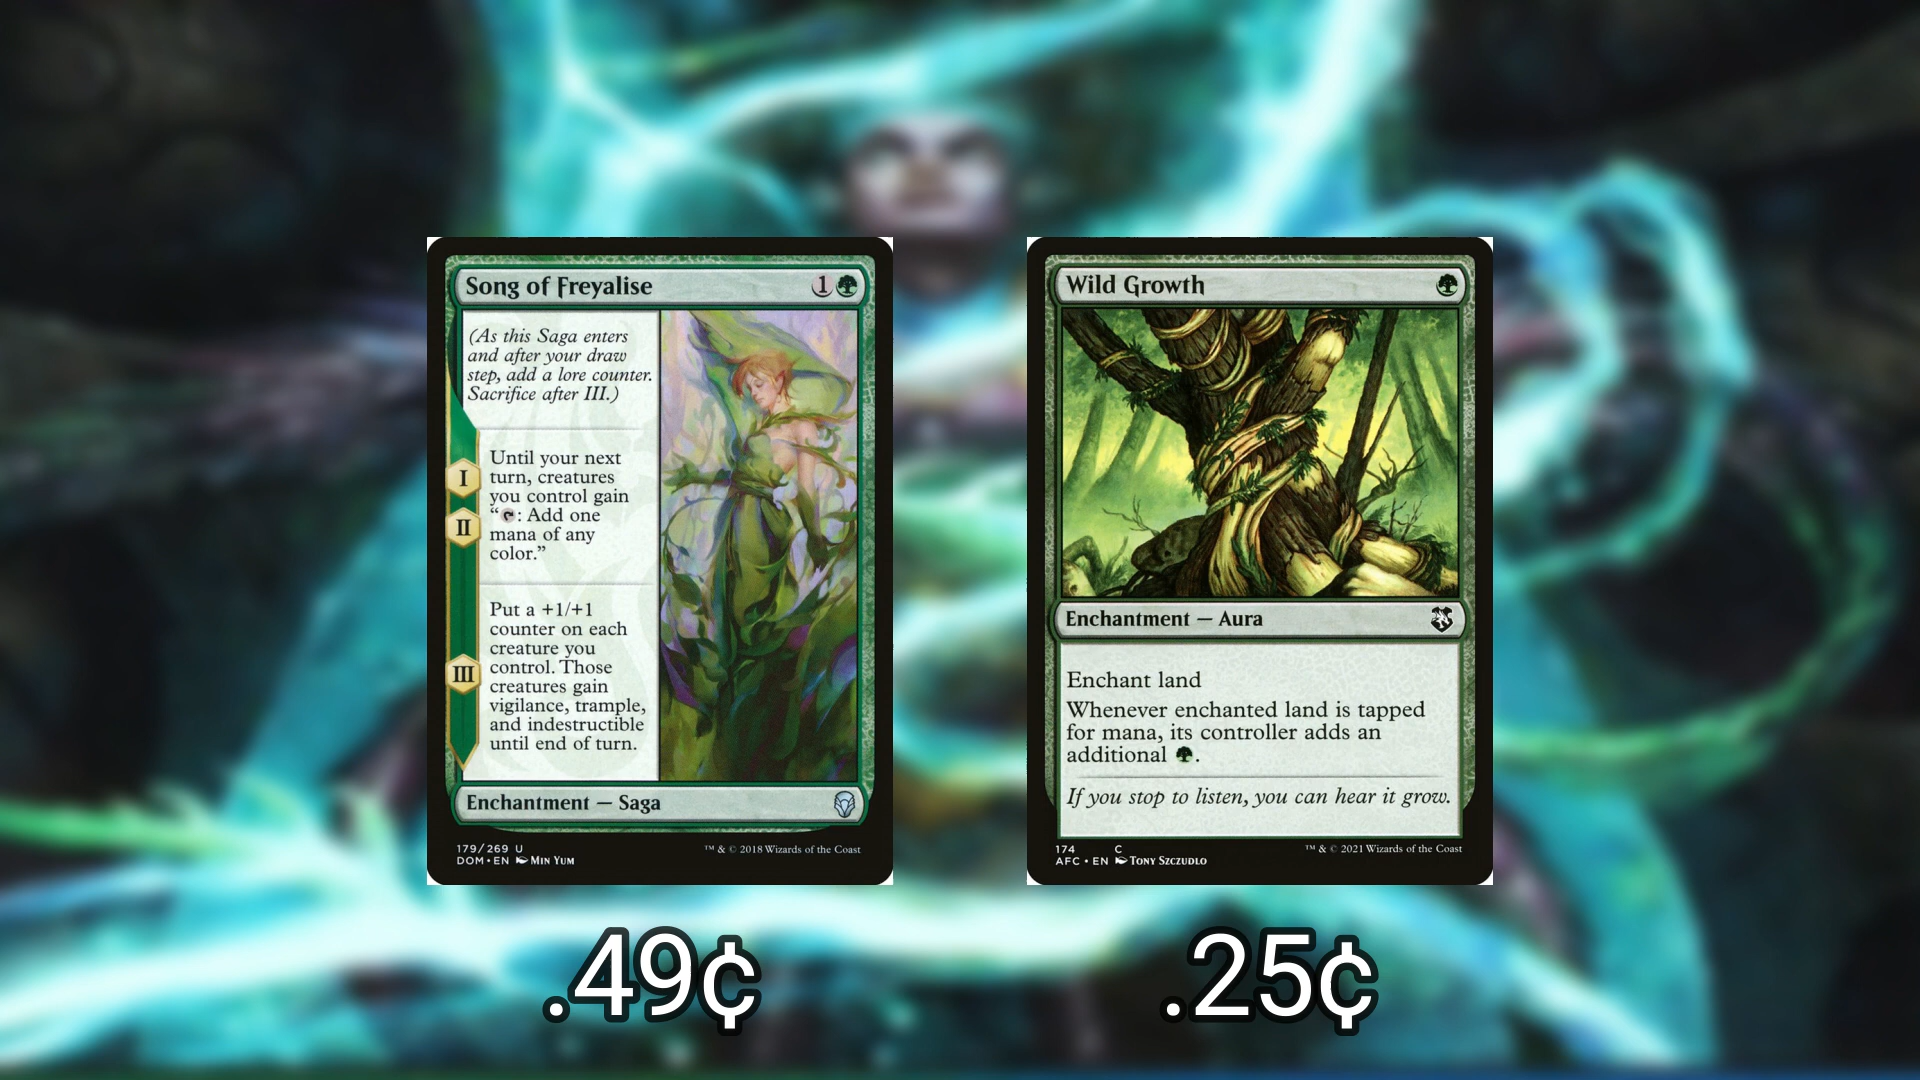 Song of Freyalise 1
(As this Saga enters
and after your draw
step, add a lore counter.
Sacrifice after III.)
I
II
Until your next
turn, creatures
you control gain
“: Add one
mana of any
color.”
III
Put a +1/+1
counter on each
creature you
control. Those
creatures gain
vigilance, trample,
and indestructible
until end of turn.
Enchantment — Saga
179/269 U
DOM • EN Min Yum
™ & © 2018 Wizards of the Coast
.49¢
Wild Growth
Enchantment — Aura
Enchant land
Whenever enchanted land is tapped
for mana, its controller adds an
additional .
If you stop to listen, you can hear it grow.
174 C
AFC • EN Tony Szczudlo
™ & © 2021 Wizards of the Coast
.25¢